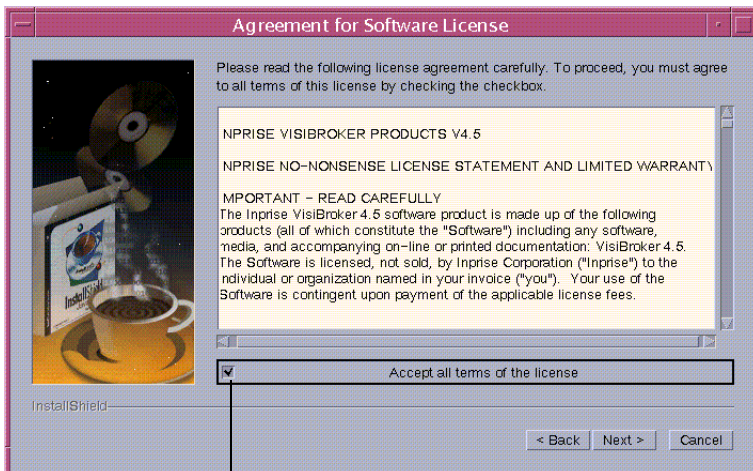 Agreement for Software License
Please read the following license agreement carefully. To proceed, you must agree
to all terms of this license by checking the checkbox.
NPRISE VISIBROKER PRODUCTS V4.5
NPRISE NO-NONSENSE LICENSE STATEMENT AND LIMITED WARRANTY
MPORTANT - READ CAREFULLY
The Inprise VisiBroker 4.5 software product is made up of the following
products (all of which constitute the "Software") including any software,
media, and accompanying on-line or printed documentation: VisiBroker 4.5.
The Software is licensed, not sold, by Inprise Corporation ("Inprise") to the
individual or organization named in your invoice ("you"). Your use of the
Software is contingent upon payment of the applicable license fees.
Accept all terms of the license
InstallShield
InstallShield
< Back
Next >
Cancel